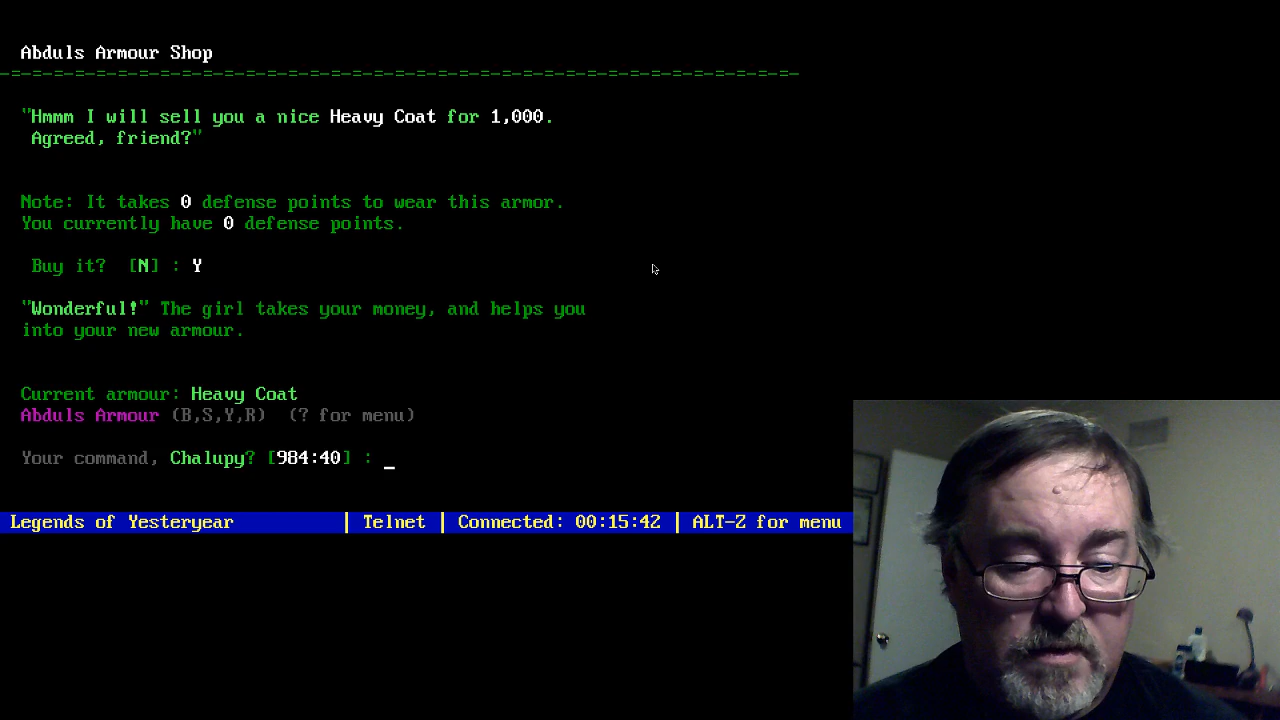 Abduls Armour Shop
-=-=-=-=-=-=-=-=-=-=-=-=-=-=-=-=-=-=-=-=-=-=-=-=-=-=-=-=-=-=-=-=-=-=-=-=-=-
"Hmmm I will sell you a nice Heavy Coat for 1,000.
Agreed, friend?"
Note: It takes 0 defense points to wear this armor.
You currently have 0 defense points.
Buy it?  [N] : Y
"Wonderful!" The girl takes your money, and helps you
into your new armour.
Current armour: Heavy Coat
Abduls Armour (B,S,Y,R)  (? for menu)
Your command, Chalupy? [984:40] : _
Legends of Yesteryear | Telnet | Connected: 00:15:42 | ALT-Z for menu